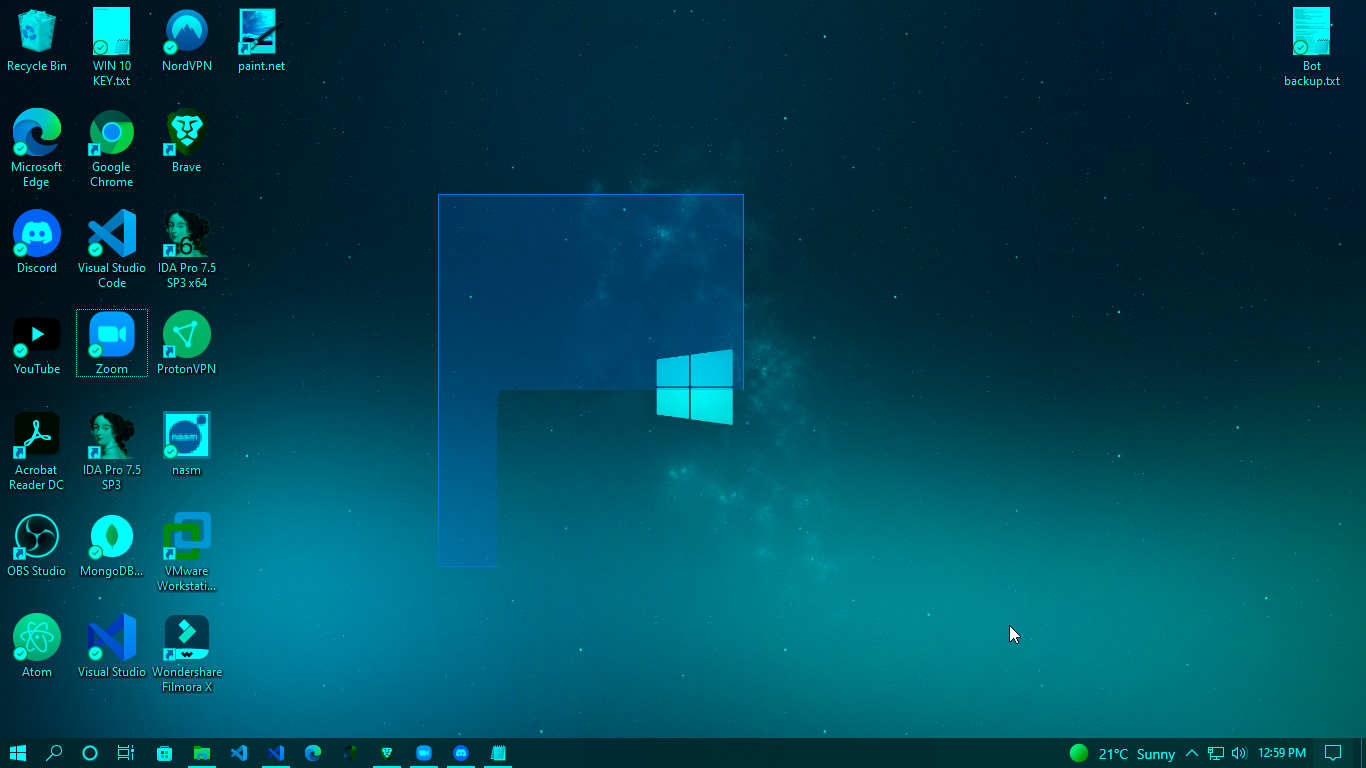 Recycle Bin
WIN 10
KEY.txt
NordVPN
paint.net
Bot
backup.txt
Microsoft
Edge
Google
Chrome
Brave
Discord
Visual Studio
Code
6
IDA Pro 7.5
SP3 x64
YouTube
Zoom
ProtonVPN
Acrobat
Reader DC
IDA Pro 7.5
SP3
nasm
nasm
OBS Studio
MongoDB...
VMware
Workstati...
Atom
Visual Studio
Wondershare
Filmora X
21°C Sunny
12:59 PM